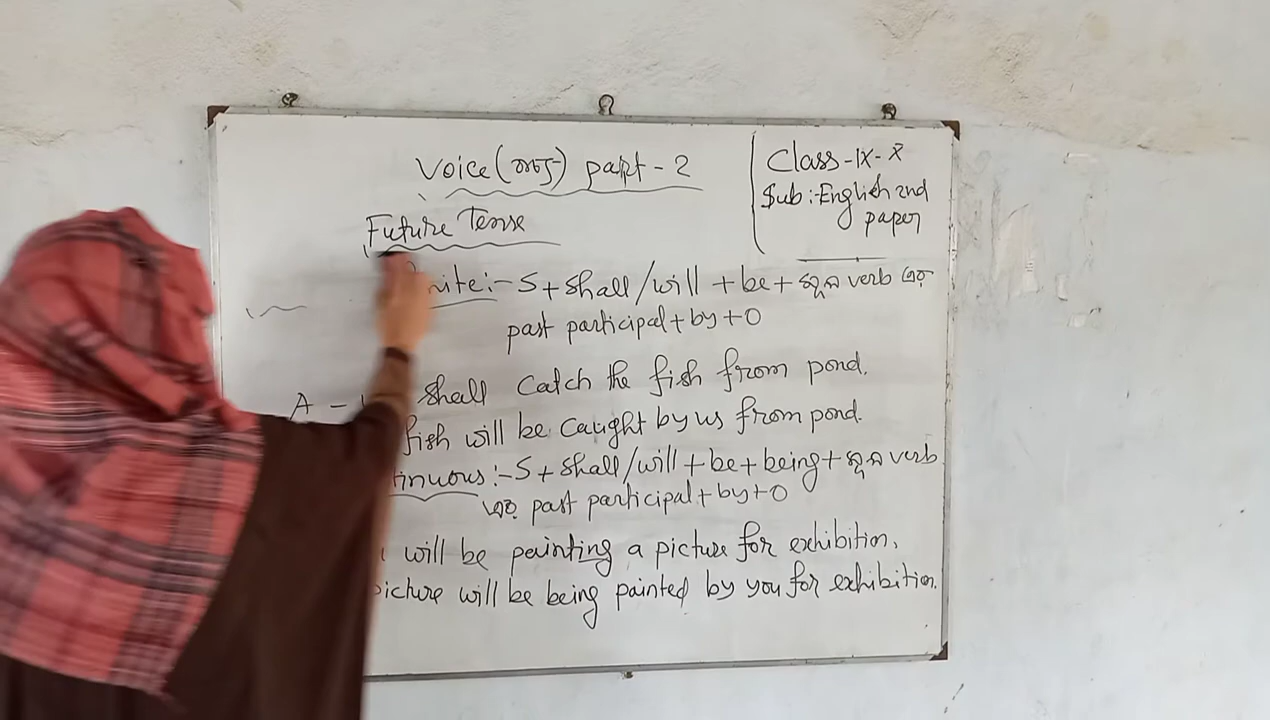 Voice (বাচ্য) part - 2
Class - IX - X
Sub :- English 2nd
paper
Future Tense
nite :- S + shall / will + be + মূল verb এর
past participal + by + O
A - shall catch the fish from pond.
fish will be caught by us from pond.
tinuous :- S + shall / will + be + being + মূল verb
এর past participal + by + O
will be painting a picture for exhibition.
picture will be being painted by you for exhibition.